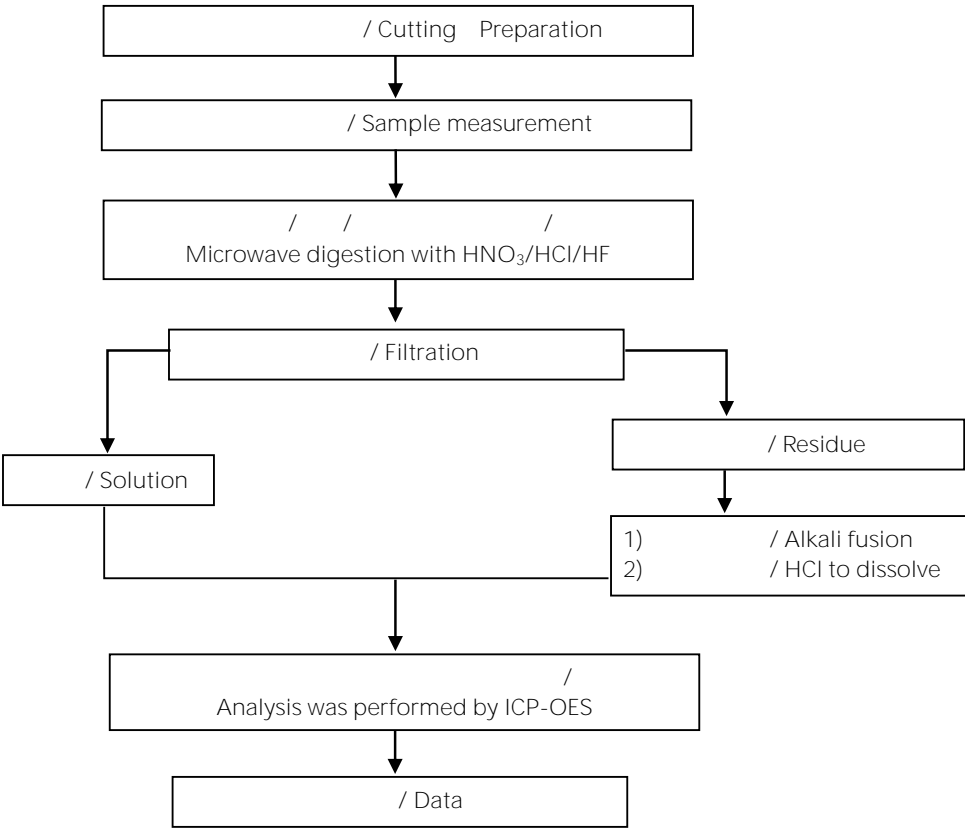 / Cutting Preparation
/ Sample measurement
/ / /
Microwave digestion with HNO₃/HCl/HF
/ Filtration
/ Residue
/ Solution
1) / Alkali fusion
2) / HCl to dissolve
/
Analysis was performed by ICP-OES
/ Data